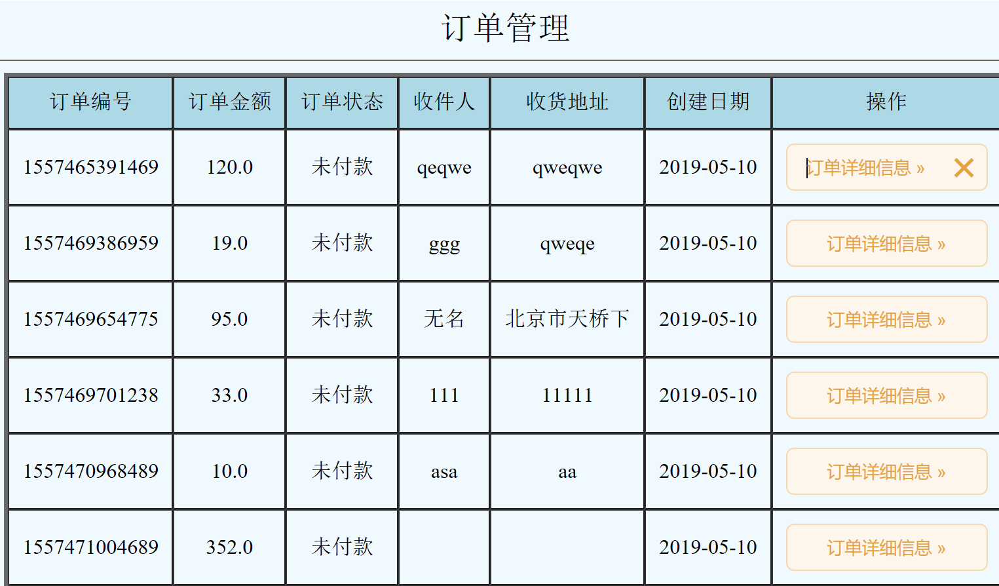 订单管理
订单编号 订单金额 订单状态 收件人 收货地址 创建日期 操作
1557465391469 120.0 未付款 qeqwe qweqwe 2019-05-10 订单详细信息 »
1557469386959 19.0 未付款 ggg qweqe 2019-05-10 订单详细信息 »
1557469654775 95.0 未付款 无名 北京市天桥下 2019-05-10 订单详细信息 »
1557469701238 33.0 未付款 111 11111 2019-05-10 订单详细信息 »
1557470968489 10.0 未付款 asa aa 2019-05-10 订单详细信息 »
1557471004689 352.0 未付款 2019-05-10 订单详细信息 »